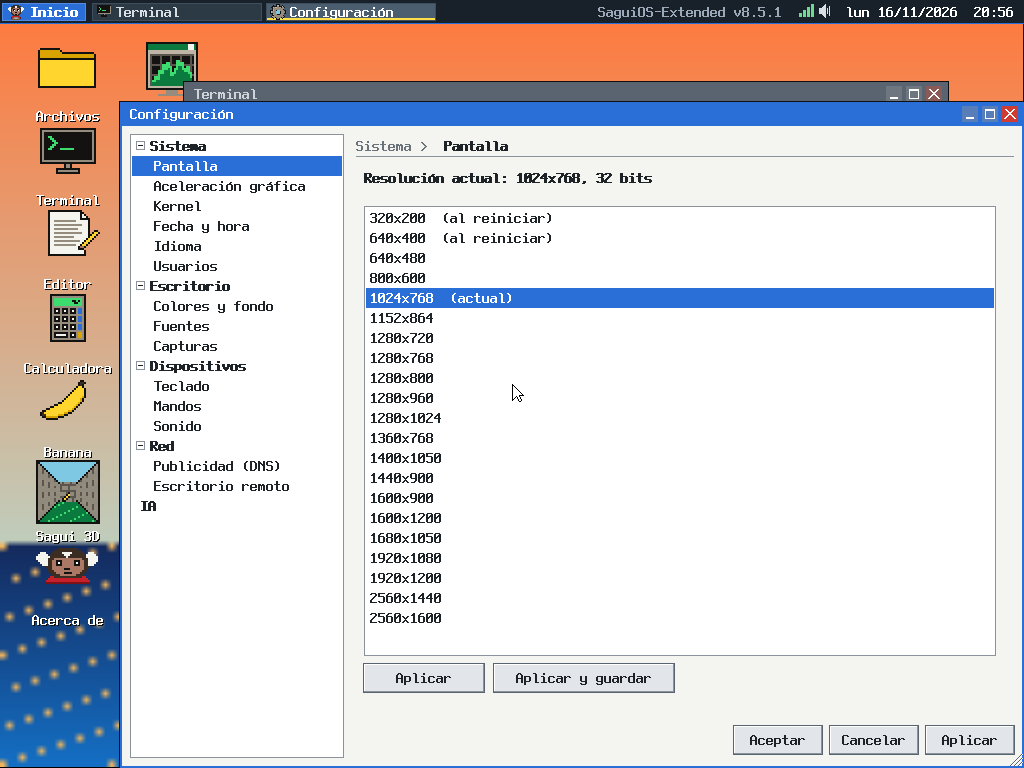 Inicio
Terminal
Configuración
SaguiOS-Extended v8.5.1
lun 16/11/2026
20:56
Archivos
Terminal
Editor
Calculadora
Banana
Sagui 3D
Acerca de
Terminal
Configuración
Sistema
Pantalla
Aceleración gráfica
Kernel
Fecha y hora
Idioma
Usuarios
Escritorio
Colores y fondo
Fuentes
Capturas
Dispositivos
Teclado
Mandos
Sonido
Red
Publicidad (DNS)
Escritorio remoto
IA
Sistema > Pantalla
Resolución actual: 1024x768, 32 bits
320x200 (al reiniciar)
640x400 (al reiniciar)
640x480
800x600
1024x768 (actual)
1152x864
1280x720
1280x768
1280x800
1280x960
1280x1024
1360x768
1400x1050
1440x900
1600x900
1600x1200
1680x1050
1920x1080
1920x1200
2560x1440
2560x1600
Aplicar
Aplicar y guardar
Aceptar
Cancelar
Aplicar